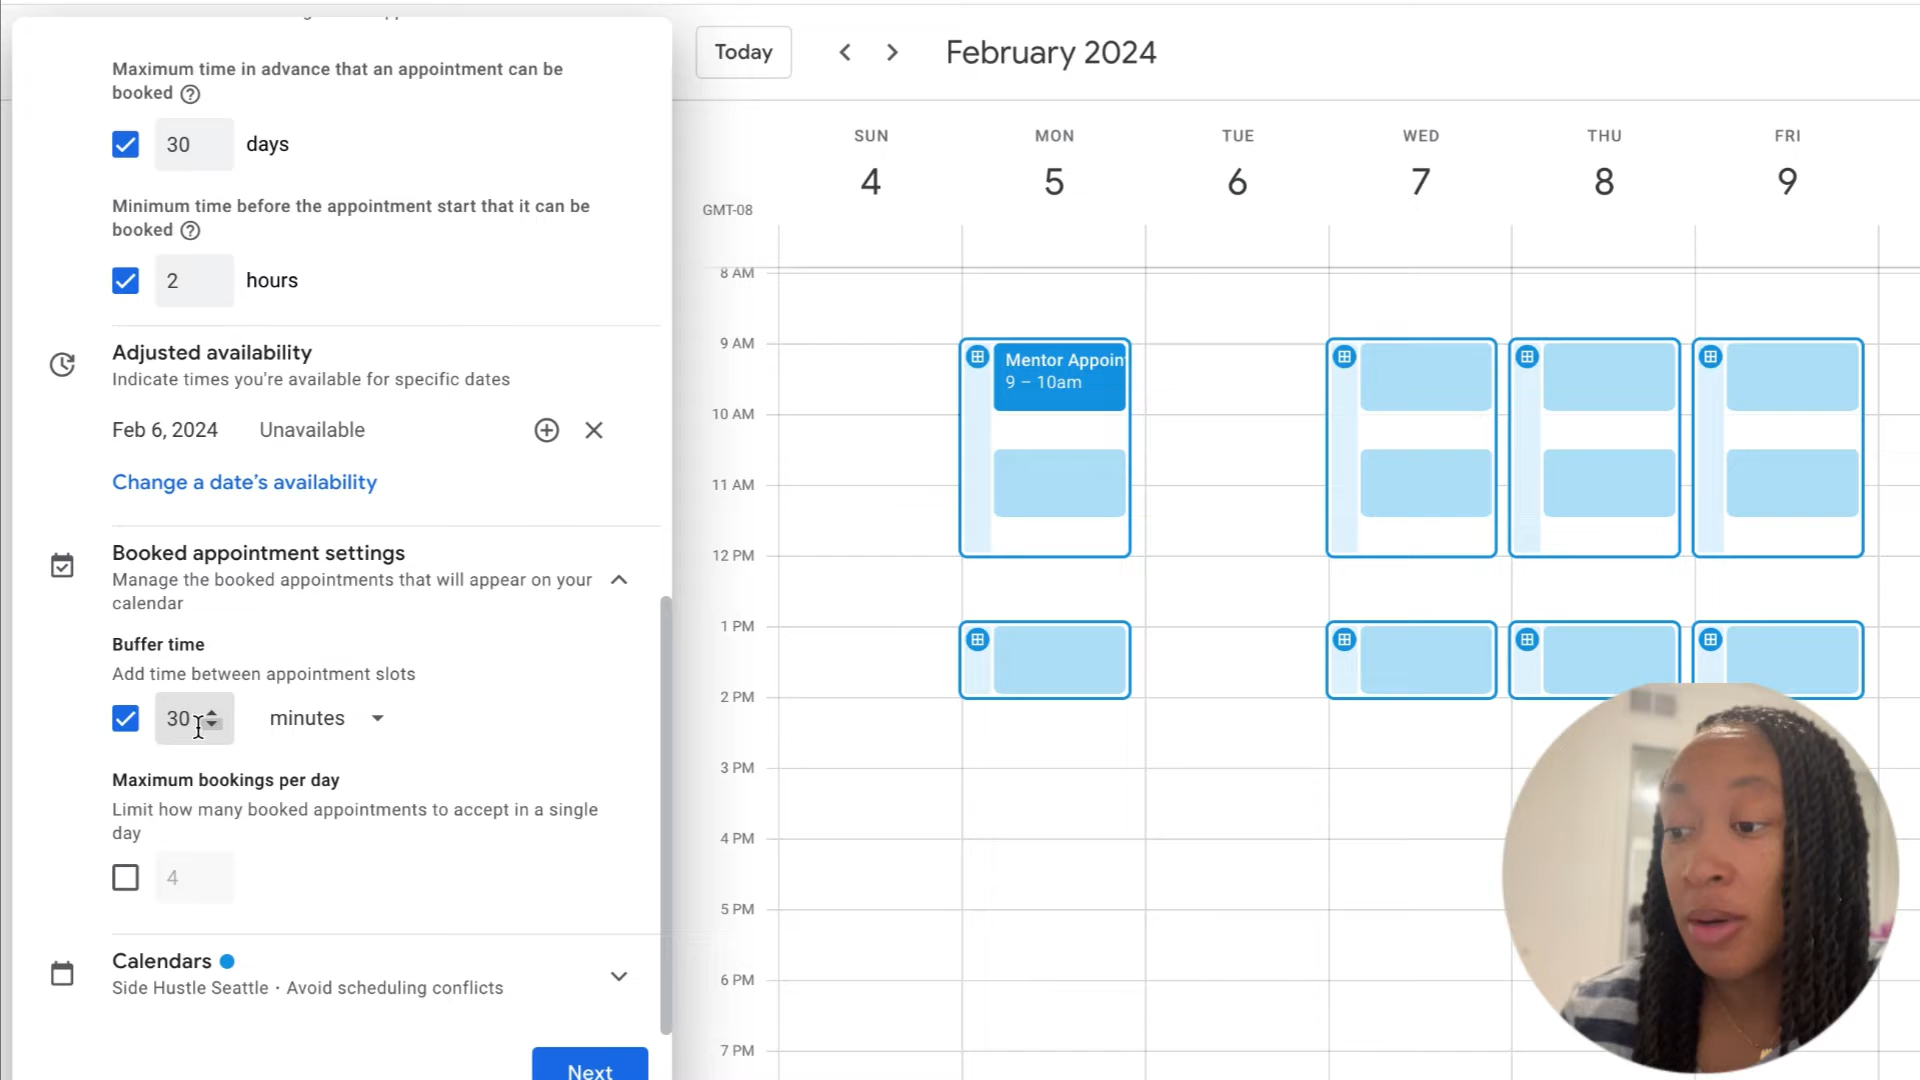 Maximum time in advance that an appointment can be
booked
30 days
Minimum time before the appointment start that it can be
booked
2 hours
Adjusted availability
Indicate times you're available for specific dates
Feb 6, 2024 Unavailable
Change a date's availability
Booked appointment settings
Manage the booked appointments that will appear on your
calendar
Buffer time
Add time between appointment slots
30 minutes
Maximum bookings per day
Limit how many booked appointments to accept in a single
day
4
Calendars
Side Hustle Seattle · Avoid scheduling conflicts
Next
Today February 2024
SUN MON TUE WED THU FRI
4 5 6 7 8 9
GMT-08
8 AM
9 AM
Mentor Appoin
9 – 10am
10 AM
11 AM
12 PM
1 PM
2 PM
3 PM
4 PM
5 PM
6 PM
7 PM